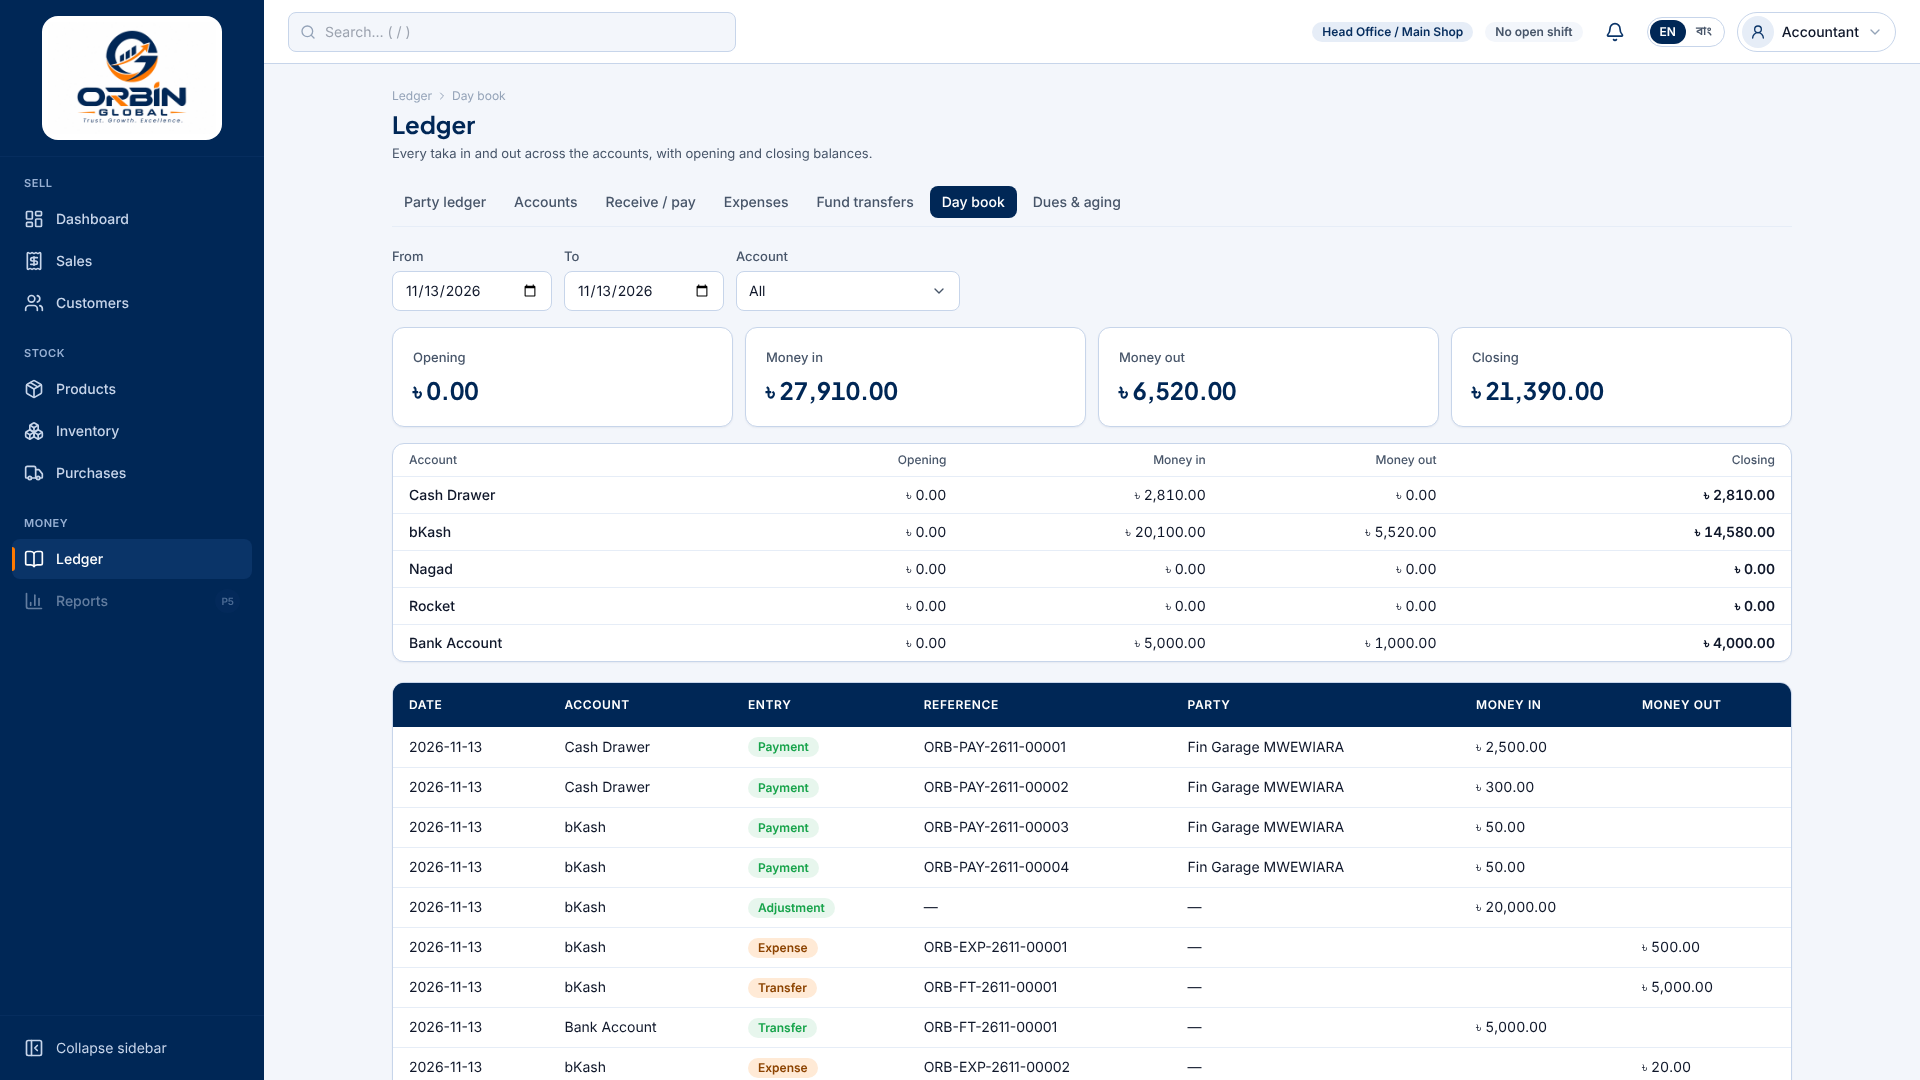 ORBIN
GLOBAL
Trust. Growth. Excellence.
Search... ( / )
Head Office / Main Shop
No open shift
EN
বাং
Accountant
SELL
Dashboard
Sales
Customers
STOCK
Products
Inventory
Purchases
MONEY
Ledger
Reports P5
Collapse sidebar
Ledger > Day book
Ledger
Every taka in and out across the accounts, with opening and closing balances.
Party ledger Accounts Receive / pay Expenses Fund transfers Day book Dues & aging
From To Account
11/13/2026 11/13/2026 All
Opening Money in Money out Closing
৳ 0.00 ৳ 27,910.00 ৳ 6,520.00 ৳ 21,390.00
Account Opening Money in Money out Closing
Cash Drawer ৳ 0.00 ৳ 2,810.00 ৳ 0.00 ৳ 2,810.00
bKash ৳ 0.00 ৳ 20,100.00 ৳ 5,520.00 ৳ 14,580.00
Nagad ৳ 0.00 ৳ 0.00 ৳ 0.00 ৳ 0.00
Rocket ৳ 0.00 ৳ 0.00 ৳ 0.00 ৳ 0.00
Bank Account ৳ 0.00 ৳ 5,000.00 ৳ 1,000.00 ৳ 4,000.00
DATE ACCOUNT ENTRY REFERENCE PARTY MONEY IN MONEY OUT
2026-11-13 Cash Drawer Payment ORB-PAY-2611-00001 Fin Garage MWEWIARA ৳ 2,500.00
2026-11-13 Cash Drawer Payment ORB-PAY-2611-00002 Fin Garage MWEWIARA ৳ 300.00
2026-11-13 bKash Payment ORB-PAY-2611-00003 Fin Garage MWEWIARA ৳ 50.00
2026-11-13 bKash Payment ORB-PAY-2611-00004 Fin Garage MWEWIARA ৳ 50.00
2026-11-13 bKash Adjustment — — ৳ 20,000.00
2026-11-13 bKash Expense ORB-EXP-2611-00001 — ৳ 500.00
2026-11-13 bKash Transfer ORB-FT-2611-00001 — ৳ 5,000.00
2026-11-13 Bank Account Transfer ORB-FT-2611-00001 — ৳ 5,000.00
2026-11-13 bKash Expense ORB-EXP-2611-00002 — ৳ 20.00